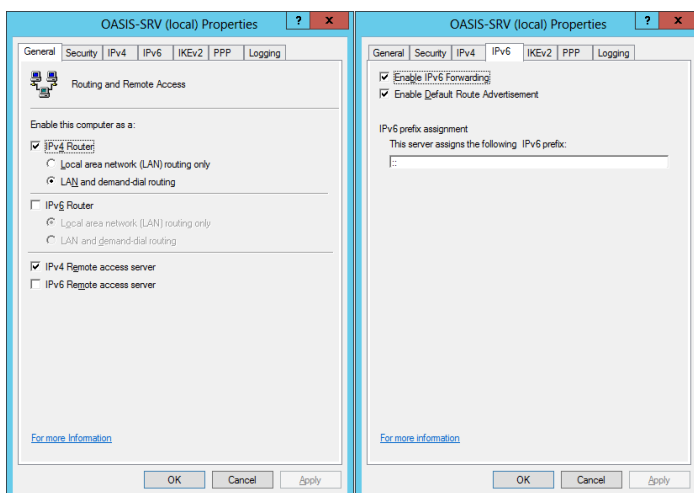 OASIS-SRV (local) Properties
General Security IPv4 IPv6 IKEv2 PPP Logging
Routing and Remote Access
Enable this computer as a:
IPv4 Router
Local area network (LAN) routing only
LAN and demand-dial routing
IPv6 Router
Local area network (LAN) routing only
LAN and demand-dial routing
IPv4 Remote access server
IPv6 Remote access server
For more Information
OK Cancel Apply
OASIS-SRV (local) Properties
General Security IPv4 IPv6 IKEv2 PPP Logging
Enable IPv6 Forwarding
Enable Default Route Advertisement
IPv6 prefix assignment
This server assigns the following IPv6 prefix:
::
For more information
OK Cancel Apply